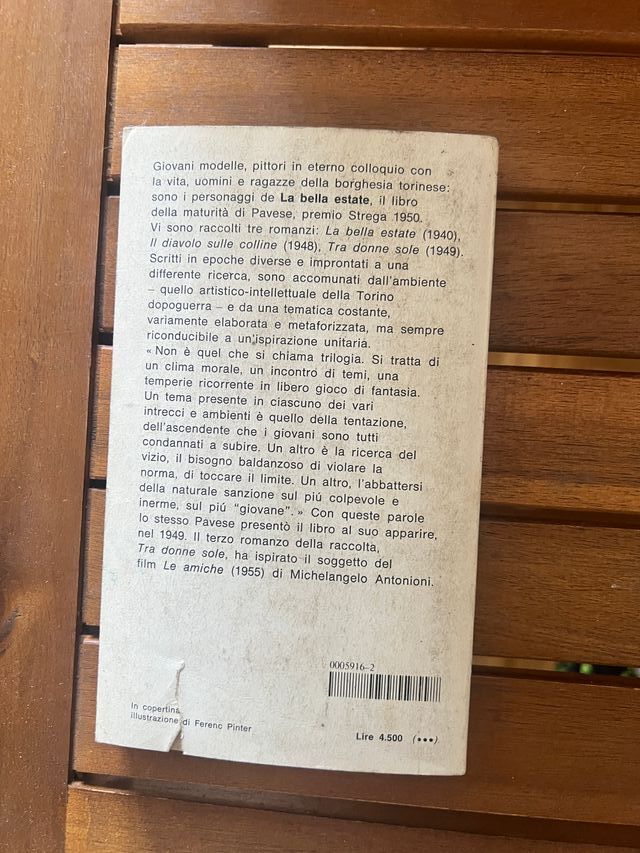 Giovani modelle, pittori in eterno colloquio con
la vita, uomini e ragazze della borghesia torinese:
sono i personaggi de La bella estate, il libro
della maturità di Pavese, premio Strega 1950.
Vi sono raccolti tre romanzi: La bella estate (1940),
Il diavolo sulle colline (1948), Tra donne sole (1949).
Scritti in epoche diverse e improntati a una
differente ricerca, sono accomunati dall'ambiente
– quello artistico-intellettuale della Torino
dopoguerra – e da una tematica costante,
variamente elaborata e metaforizzata, ma sempre
riconducibile a un'ispirazione unitaria.
« Non è quel che si chiama trilogia. Si tratta di
un clima morale, un incontro di temi, una
temperie ricorrente in libero gioco di fantasia.
Un tema presente in ciascuno dei vari
intrecci e ambienti è quello della tentazione,
dell'ascendente che i giovani sono tutti
condannati a subire. Un altro è la ricerca del
vizio, il bisogno baldanzoso di violare la
norma, di toccare il limite. Un altro, l'abbattersi
della naturale sanzione sul piú colpevole e
inerme, sul piú “giovane”. » Con queste parole
lo stesso Pavese presentò il libro al suo apparire,
nel 1949. Il terzo romanzo della raccolta,
Tra donne sole, ha ispirato il soggetto del
film Le amiche (1955) di Michelangelo Antonioni.
0005916-2
In copertina
illustrazione di Ferenc Pinter
Lire 4.500 (•••)